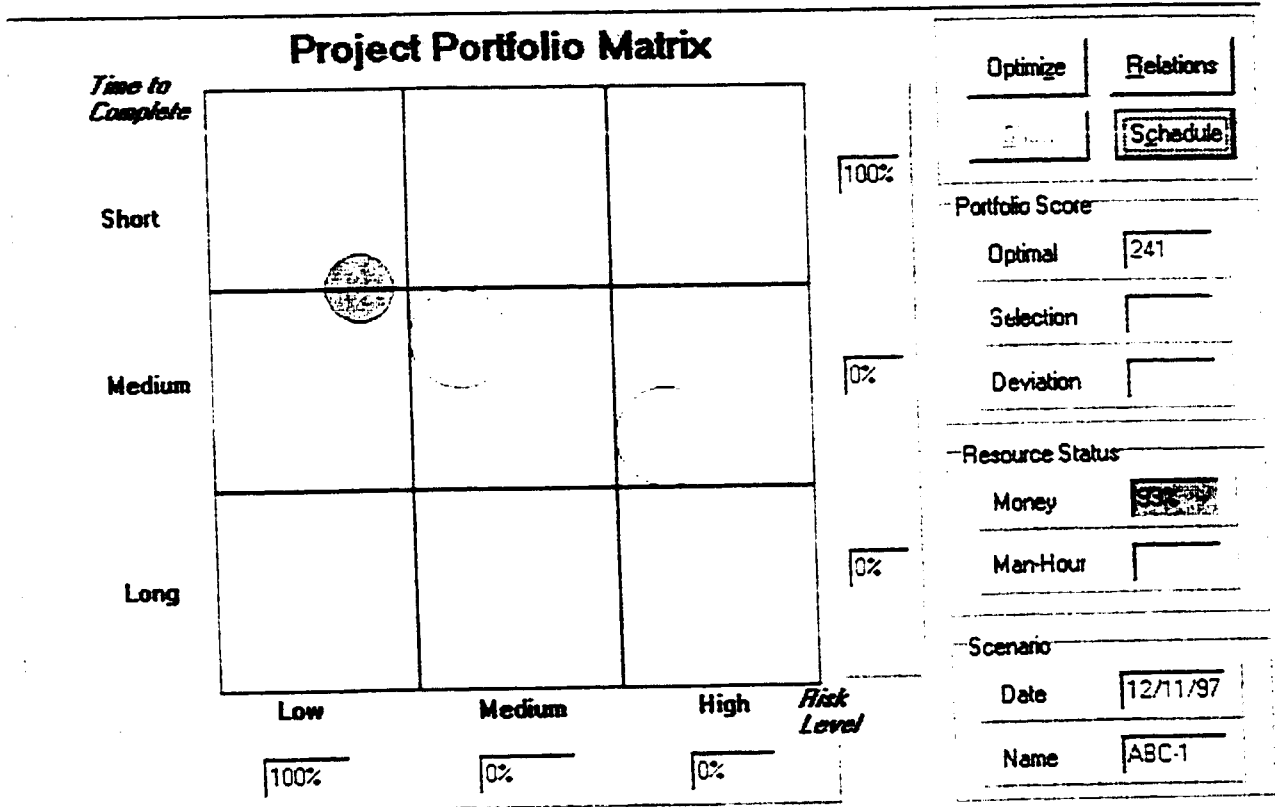 Project Portfolio Matrix
Time to
Complete
Short
Medium
Long
Low
Medium
High
Risk
Level
100%
0%
0%
100%
0%
0%
Optimize
Relations
Schedule
Portfolio Score
Optimal
241
Selection
Deviation
Resource Status
Money
93%
Man-Hour
Scenario
Date
12/11/97
Name
ABC-1